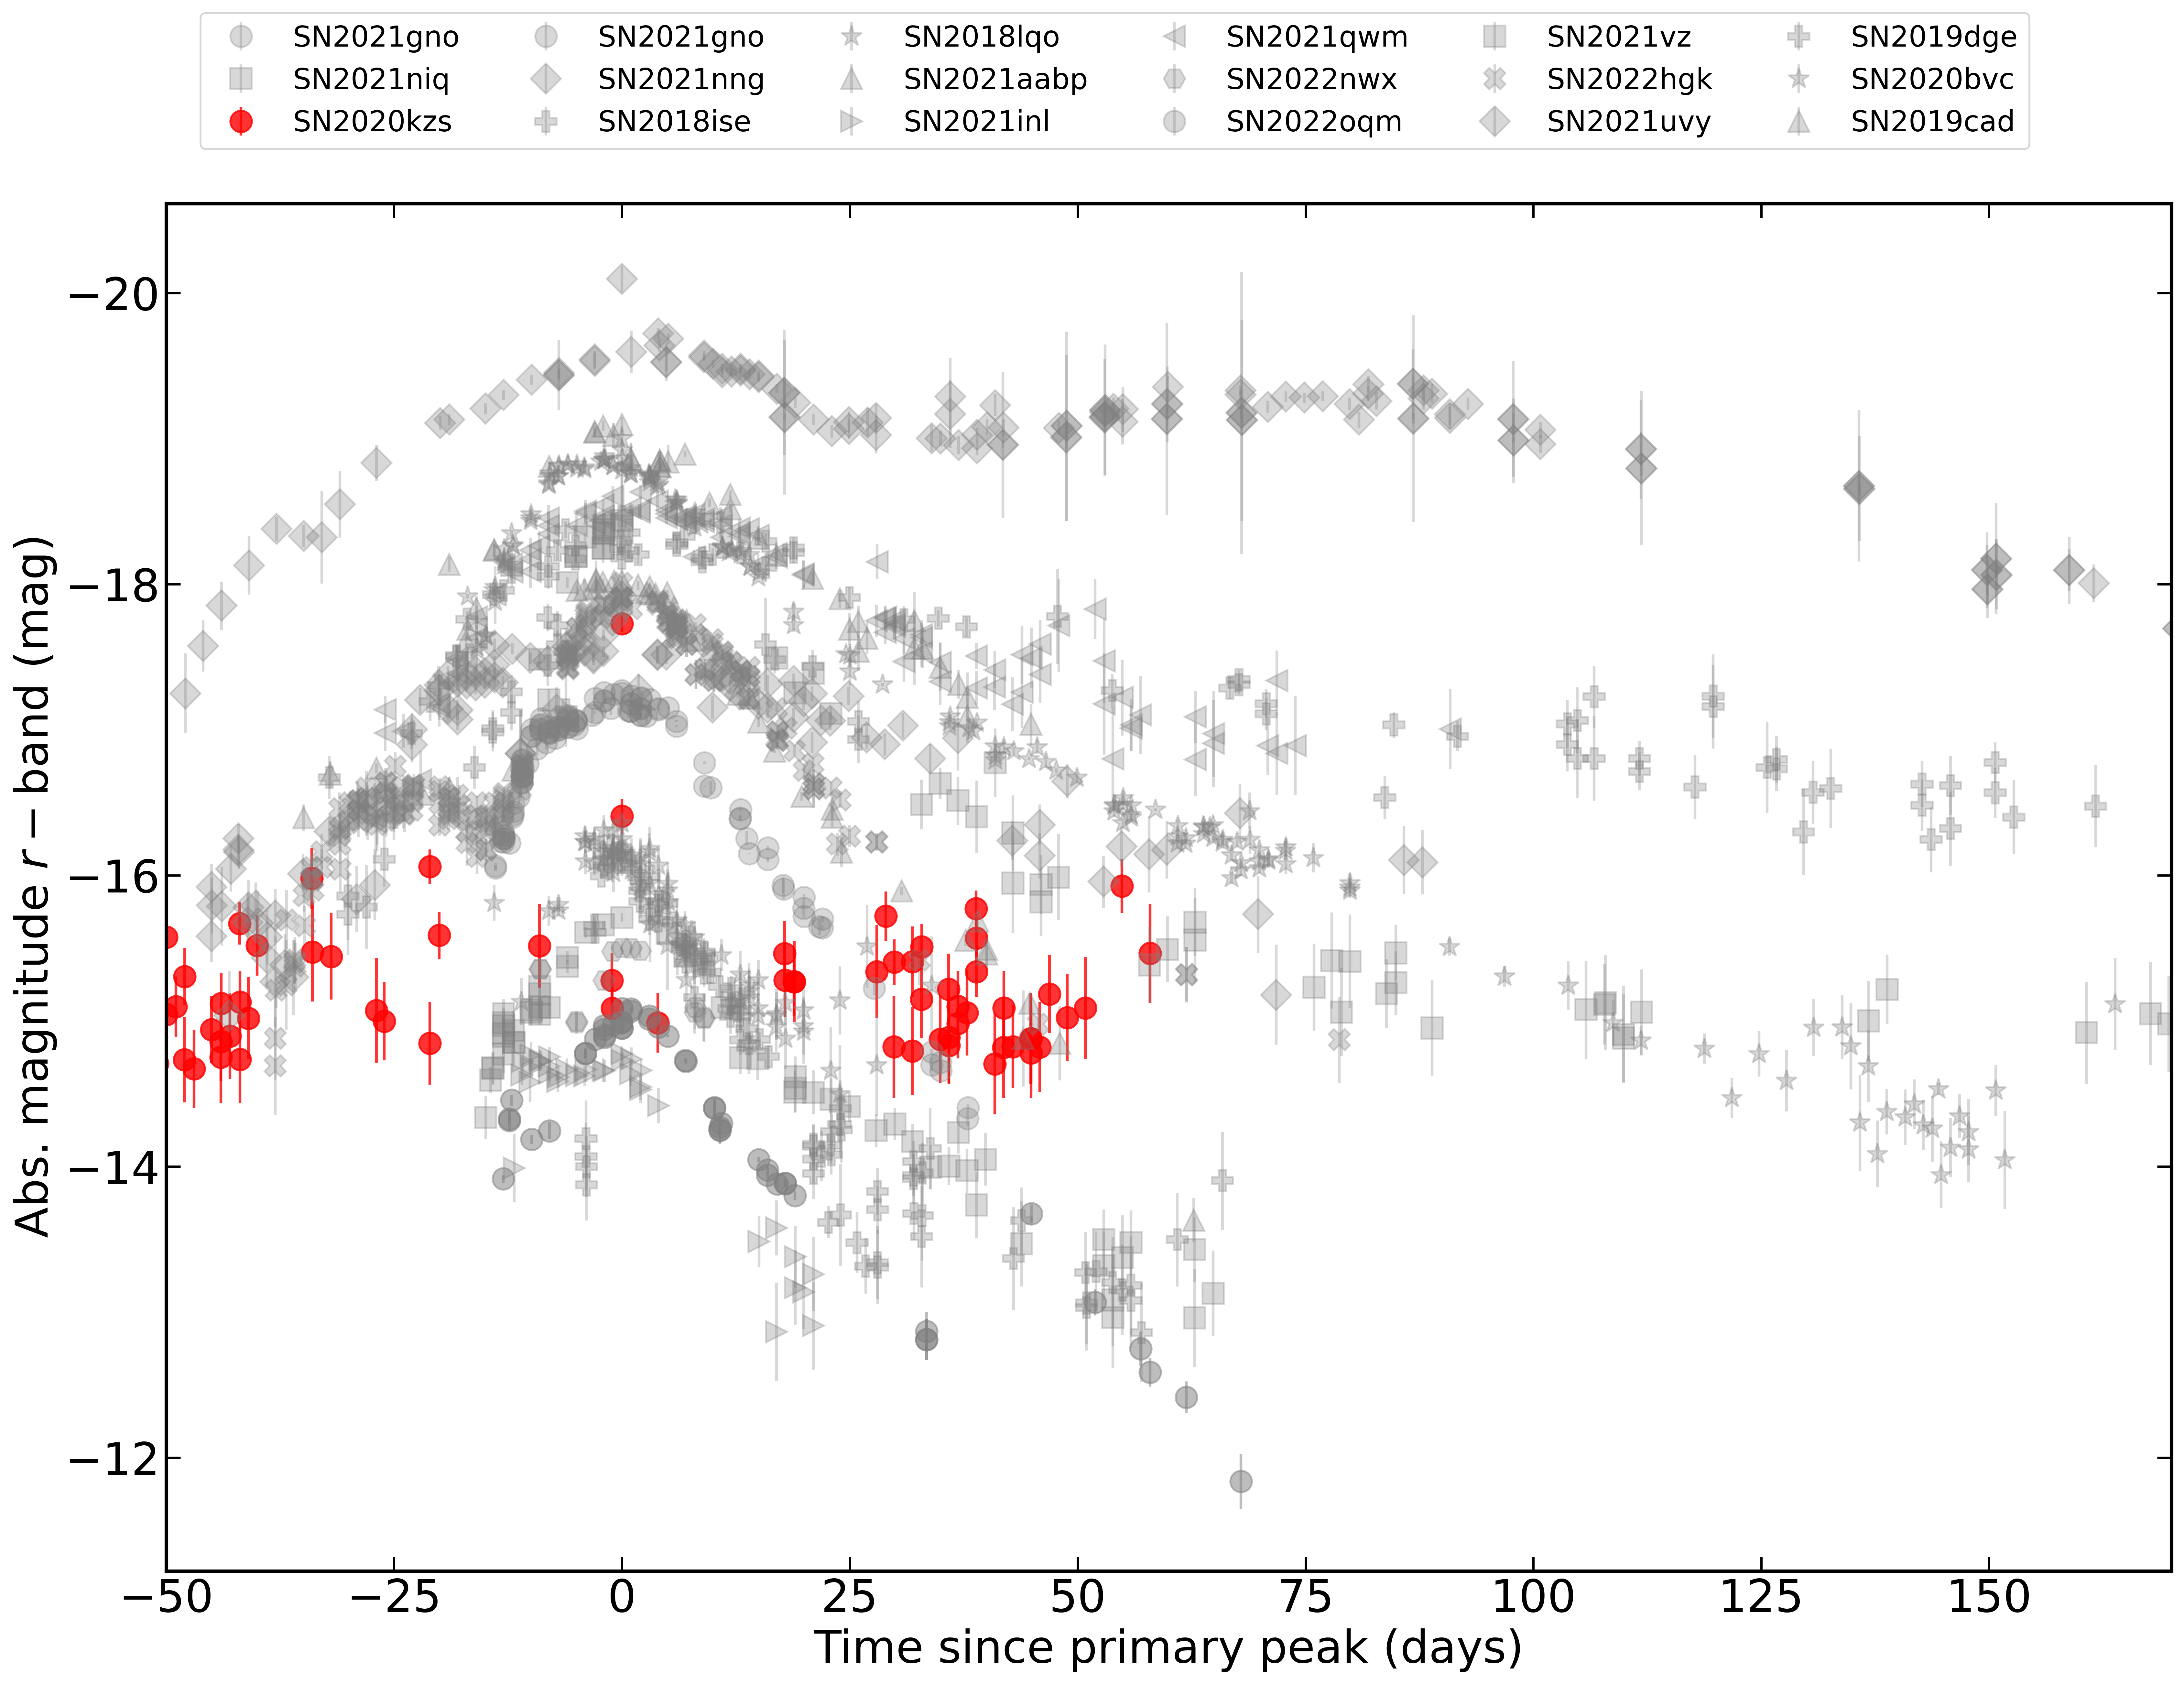 SN2021gno SN2021gno SN2018lqo SN2021qwm SN2021vz SN2019dge
SN2021niq SN2021nng SN2021aabp SN2022nwx SN2022hgk SN2020bvc
SN2020kzs SN2018ise SN2021inl SN2022oqm SN2021uvy SN2019cad
Abs. magnitude r − band (mag)
−20
−18
−16
−14
−12
−50 −25 0 25 50 75 100 125 150
Time since primary peak (days)